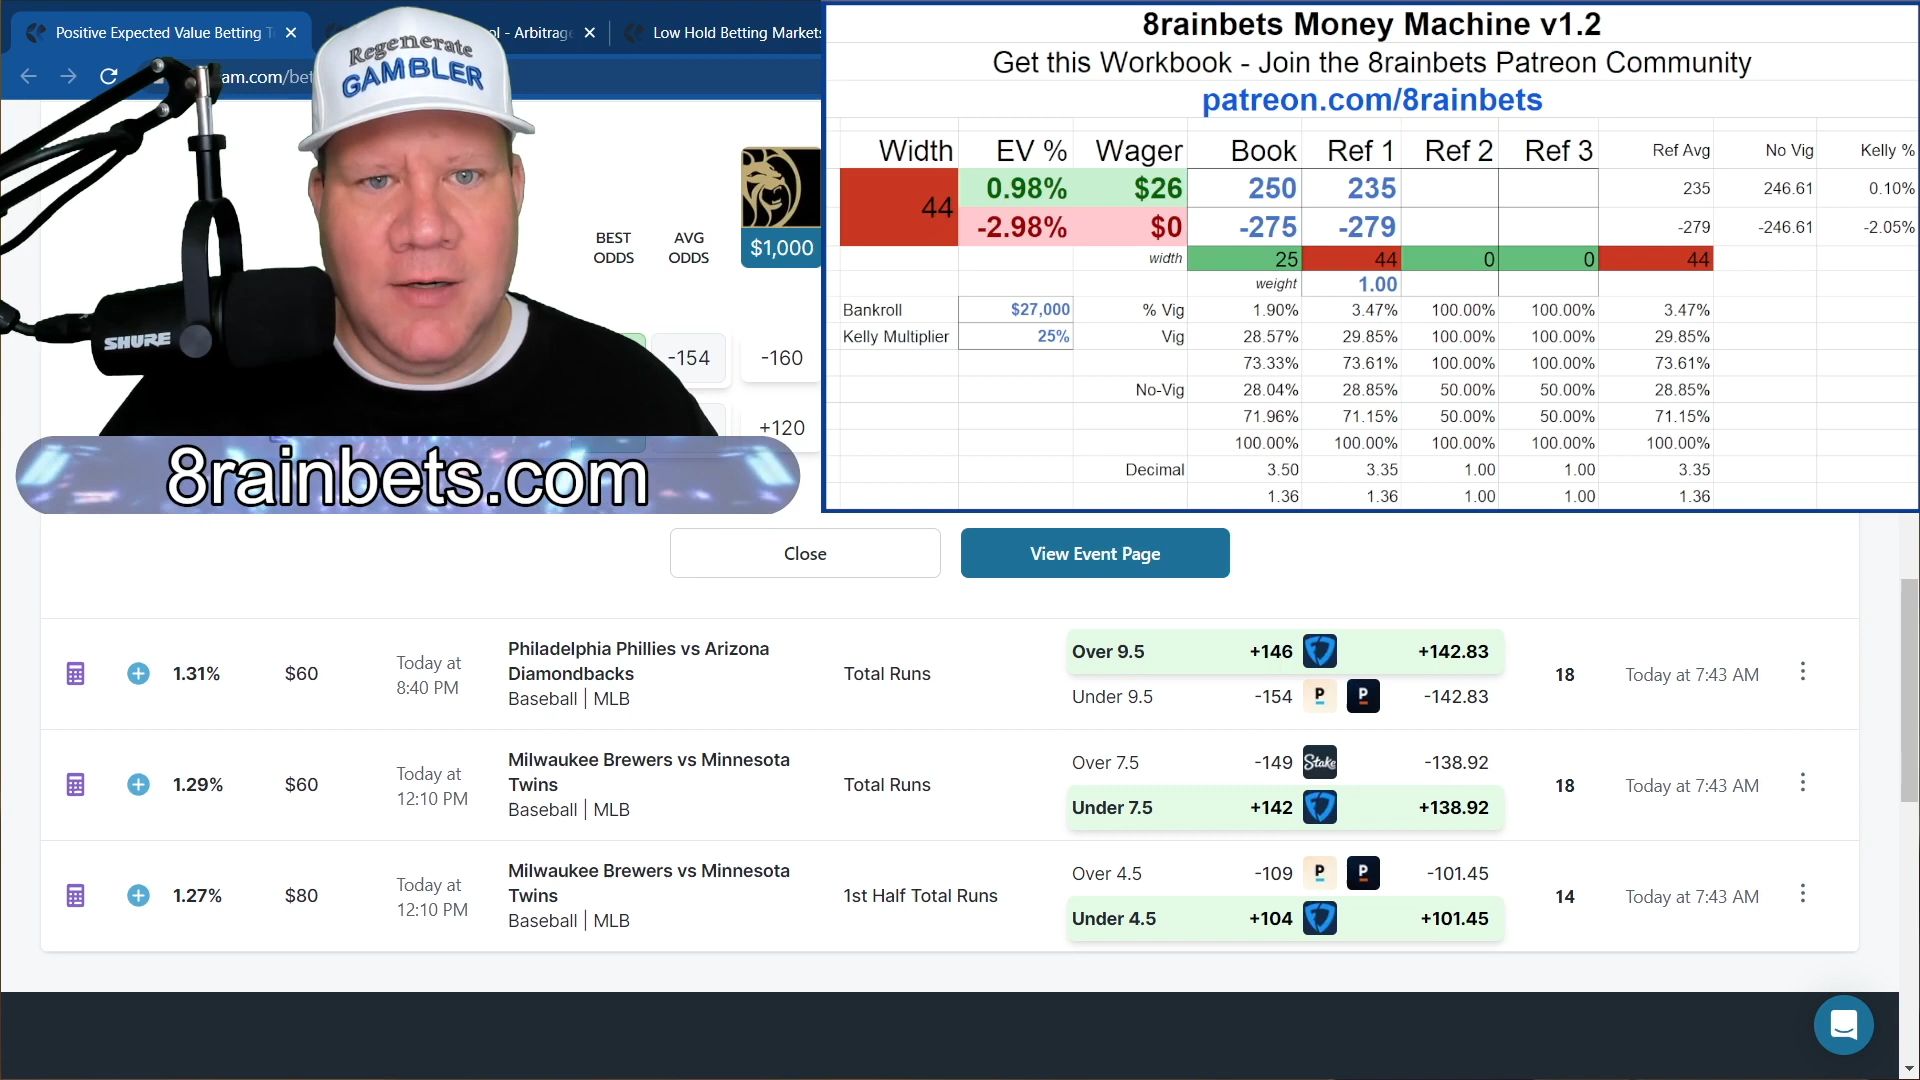 Positive Expected Value Betting T
ol - Arbitrage
Low Hold Betting Markets
am.com/bet
Regenerate
GAMBLER
SHURE
8rainbets.com
BEST
ODDS
AVG
ODDS
$1,000
-154
-160
+120
8rainbets Money Machine v1.2
Get this Workbook - Join the 8rainbets Patreon Community
patreon.com/8rainbets
Width EV % Wager Book Ref 1 Ref 2 Ref 3 Ref Avg No Vig Kelly %
44 0.98% $26 250 235 235 246.61 0.10%
-2.98% $0 -275 -279 -279 -246.61 -2.05%
width 25 44 0 0 44
weight 1.00
Bankroll $27,000 % Vig 1.90% 3.47% 100.00% 100.00% 3.47%
Kelly Multiplier 25% Vig 28.57% 29.85% 100.00% 100.00% 29.85%
73.33% 73.61% 100.00% 100.00% 73.61%
No-Vig 28.04% 28.85% 50.00% 50.00% 28.85%
71.96% 71.15% 50.00% 50.00% 71.15%
100.00% 100.00% 100.00% 100.00% 100.00%
Decimal 3.50 3.35 1.00 1.00 3.35
1.36 1.36 1.00 1.00 1.36
Close
View Event Page
1.31% $60
Today at
8:40 PM
Philadelphia Phillies vs Arizona
Diamondbacks
Baseball | MLB
Total Runs
Over 9.5 +146 +142.83
Under 9.5 -154 P P -142.83
18
Today at 7:43 AM
1.29% $60
Today at
12:10 PM
Milwaukee Brewers vs Minnesota
Twins
Baseball | MLB
Total Runs
Over 7.5 -149 Stake -138.92
Under 7.5 +142 +138.92
18
Today at 7:43 AM
1.27% $80
Today at
12:10 PM
Milwaukee Brewers vs Minnesota
Twins
Baseball | MLB
1st Half Total Runs
Over 4.5 -109 P P -101.45
Under 4.5 +104 +101.45
14
Today at 7:43 AM